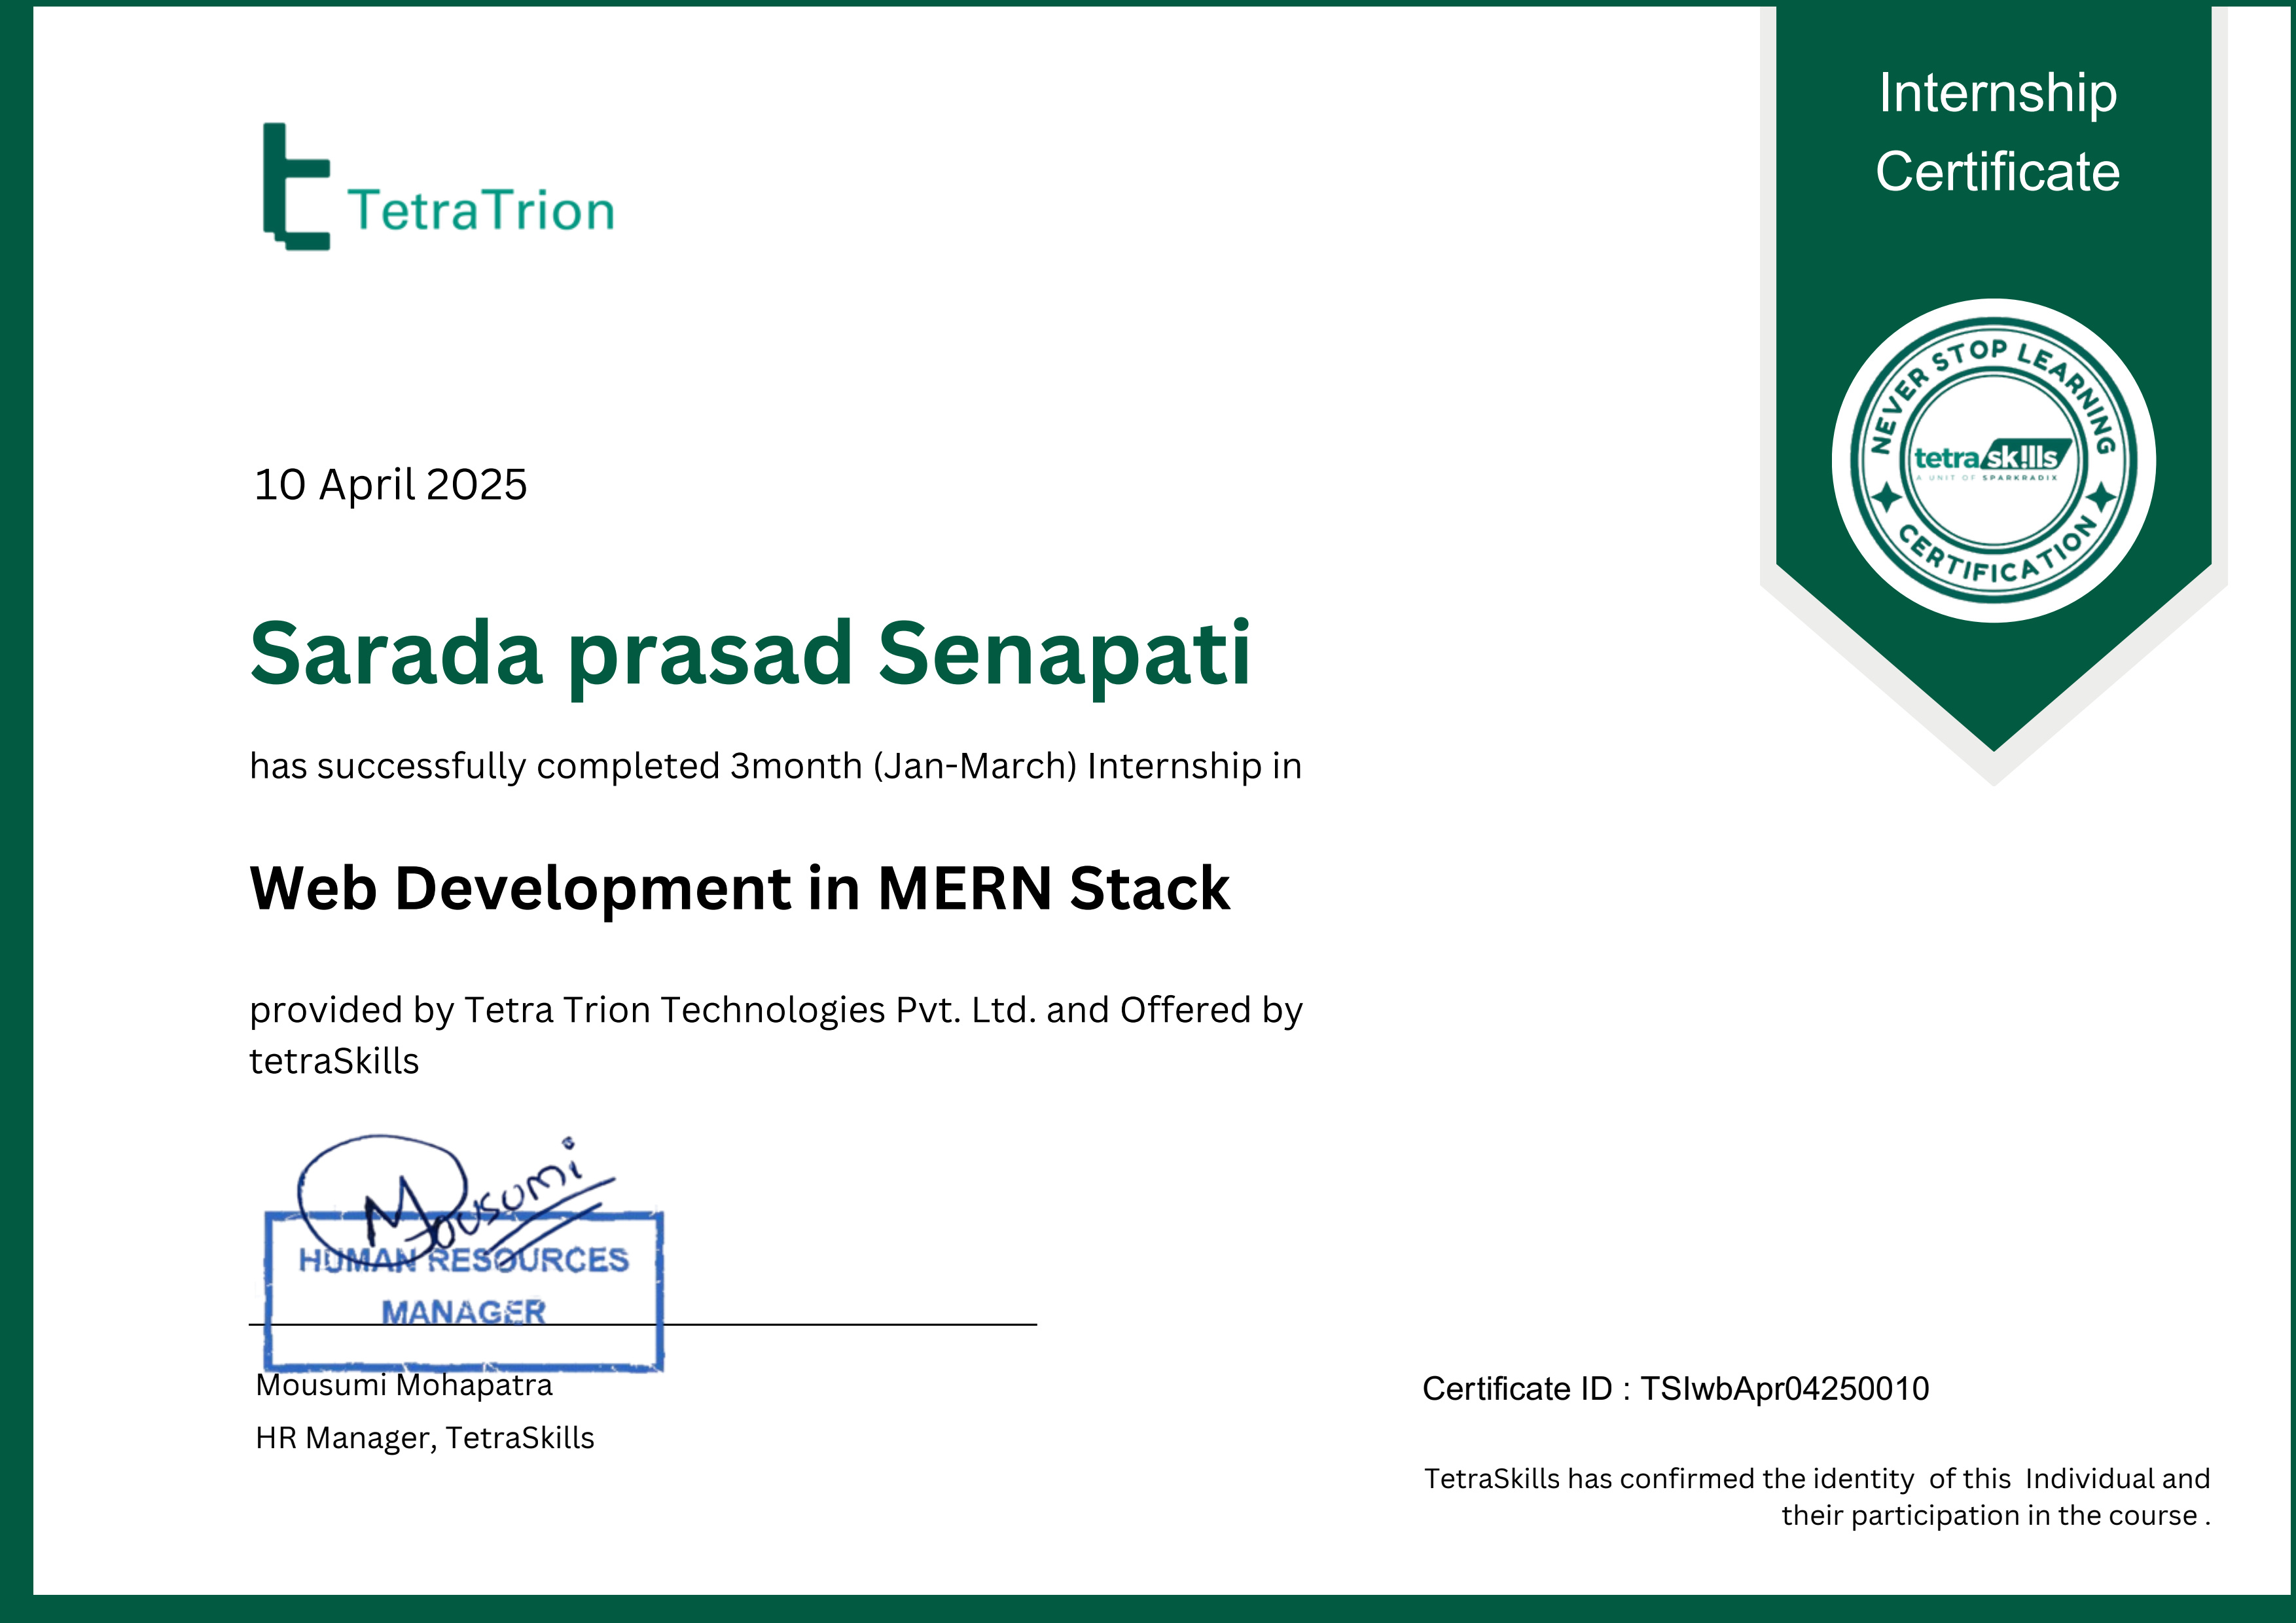 Internship
Certificate
TetraTrion
NEVER STOP LEARNING
tetra sk!lls
A UNIT OF SPARKRADIX
CERTIFICATION
10 April 2025
Sarada prasad Senapati
has successfully completed 3month (Jan-March) Internship in
Web Development in MERN Stack
provided by Tetra Trion Technologies Pvt. Ltd. and Offered by
tetraSkills
Mousumi
HUMAN RESOURCES
MANAGER
Mousumi Mohapatra
HR Manager, TetraSkills
Certificate ID : TSIwbApr04250010
TetraSkills has confirmed the identity of this Individual and
their participation in the course .